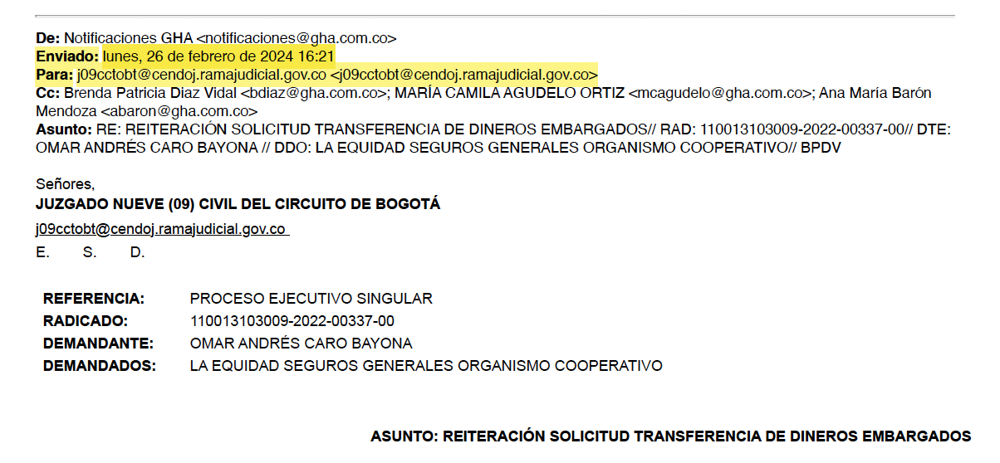 De: Notificaciones GHA <notificaciones@gha.com.co>
Enviado: lunes, 26 de febrero de 2024 16:21
Para: j09cctobt@cendoj.ramajudicial.gov.co <j09cctobt@cendoj.ramajudicial.gov.co>
Cc: Brenda Patricia Diaz Vidal <bdiaz@gha.com.co>; MARÍA CAMILA AGUDELO ORTIZ <mcagudelo@gha.com.co>; Ana María Barón
Mendoza <abaron@gha.com.co>
Asunto: RE: REITERACIÓN SOLICITUD TRANSFERENCIA DE DINEROS EMBARGADOS// RAD: 110013103009-2022-00337-00// DTE:
OMAR ANDRÉS CARO BAYONA // DDO: LA EQUIDAD SEGUROS GENERALES ORGANISMO COOPERATIVO// BPDV
Señores,
JUZGADO NUEVE (09) CIVIL DEL CIRCUITO DE BOGOTÁ
j09cctobt@cendoj.ramajudicial.gov.co
E. S. D.
REFERENCIA: PROCESO EJECUTIVO SINGULAR
RADICADO: 110013103009-2022-00337-00
DEMANDANTE: OMAR ANDRÉS CARO BAYONA
DEMANDADOS: LA EQUIDAD SEGUROS GENERALES ORGANISMO COOPERATIVO
ASUNTO: REITERACIÓN SOLICITUD TRANSFERENCIA DE DINEROS EMBARGADOS